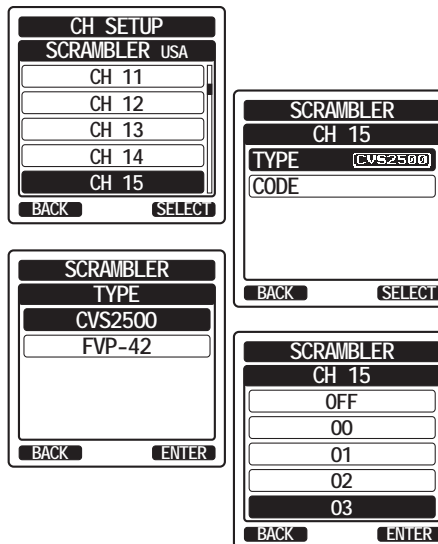 CH SETUP
SCRAMBLER USA
CH 11
CH 12
CH 13
CH 14
CH 15
BACK SELECT
SCRAMBLER
CH 15
TYPE CVS2500
CODE
BACK SELECT
SCRAMBLER
TYPE
CVS2500
FVP-42
BACK ENTER
SCRAMBLER
CH 15
OFF
00
01
02
03
BACK ENTER